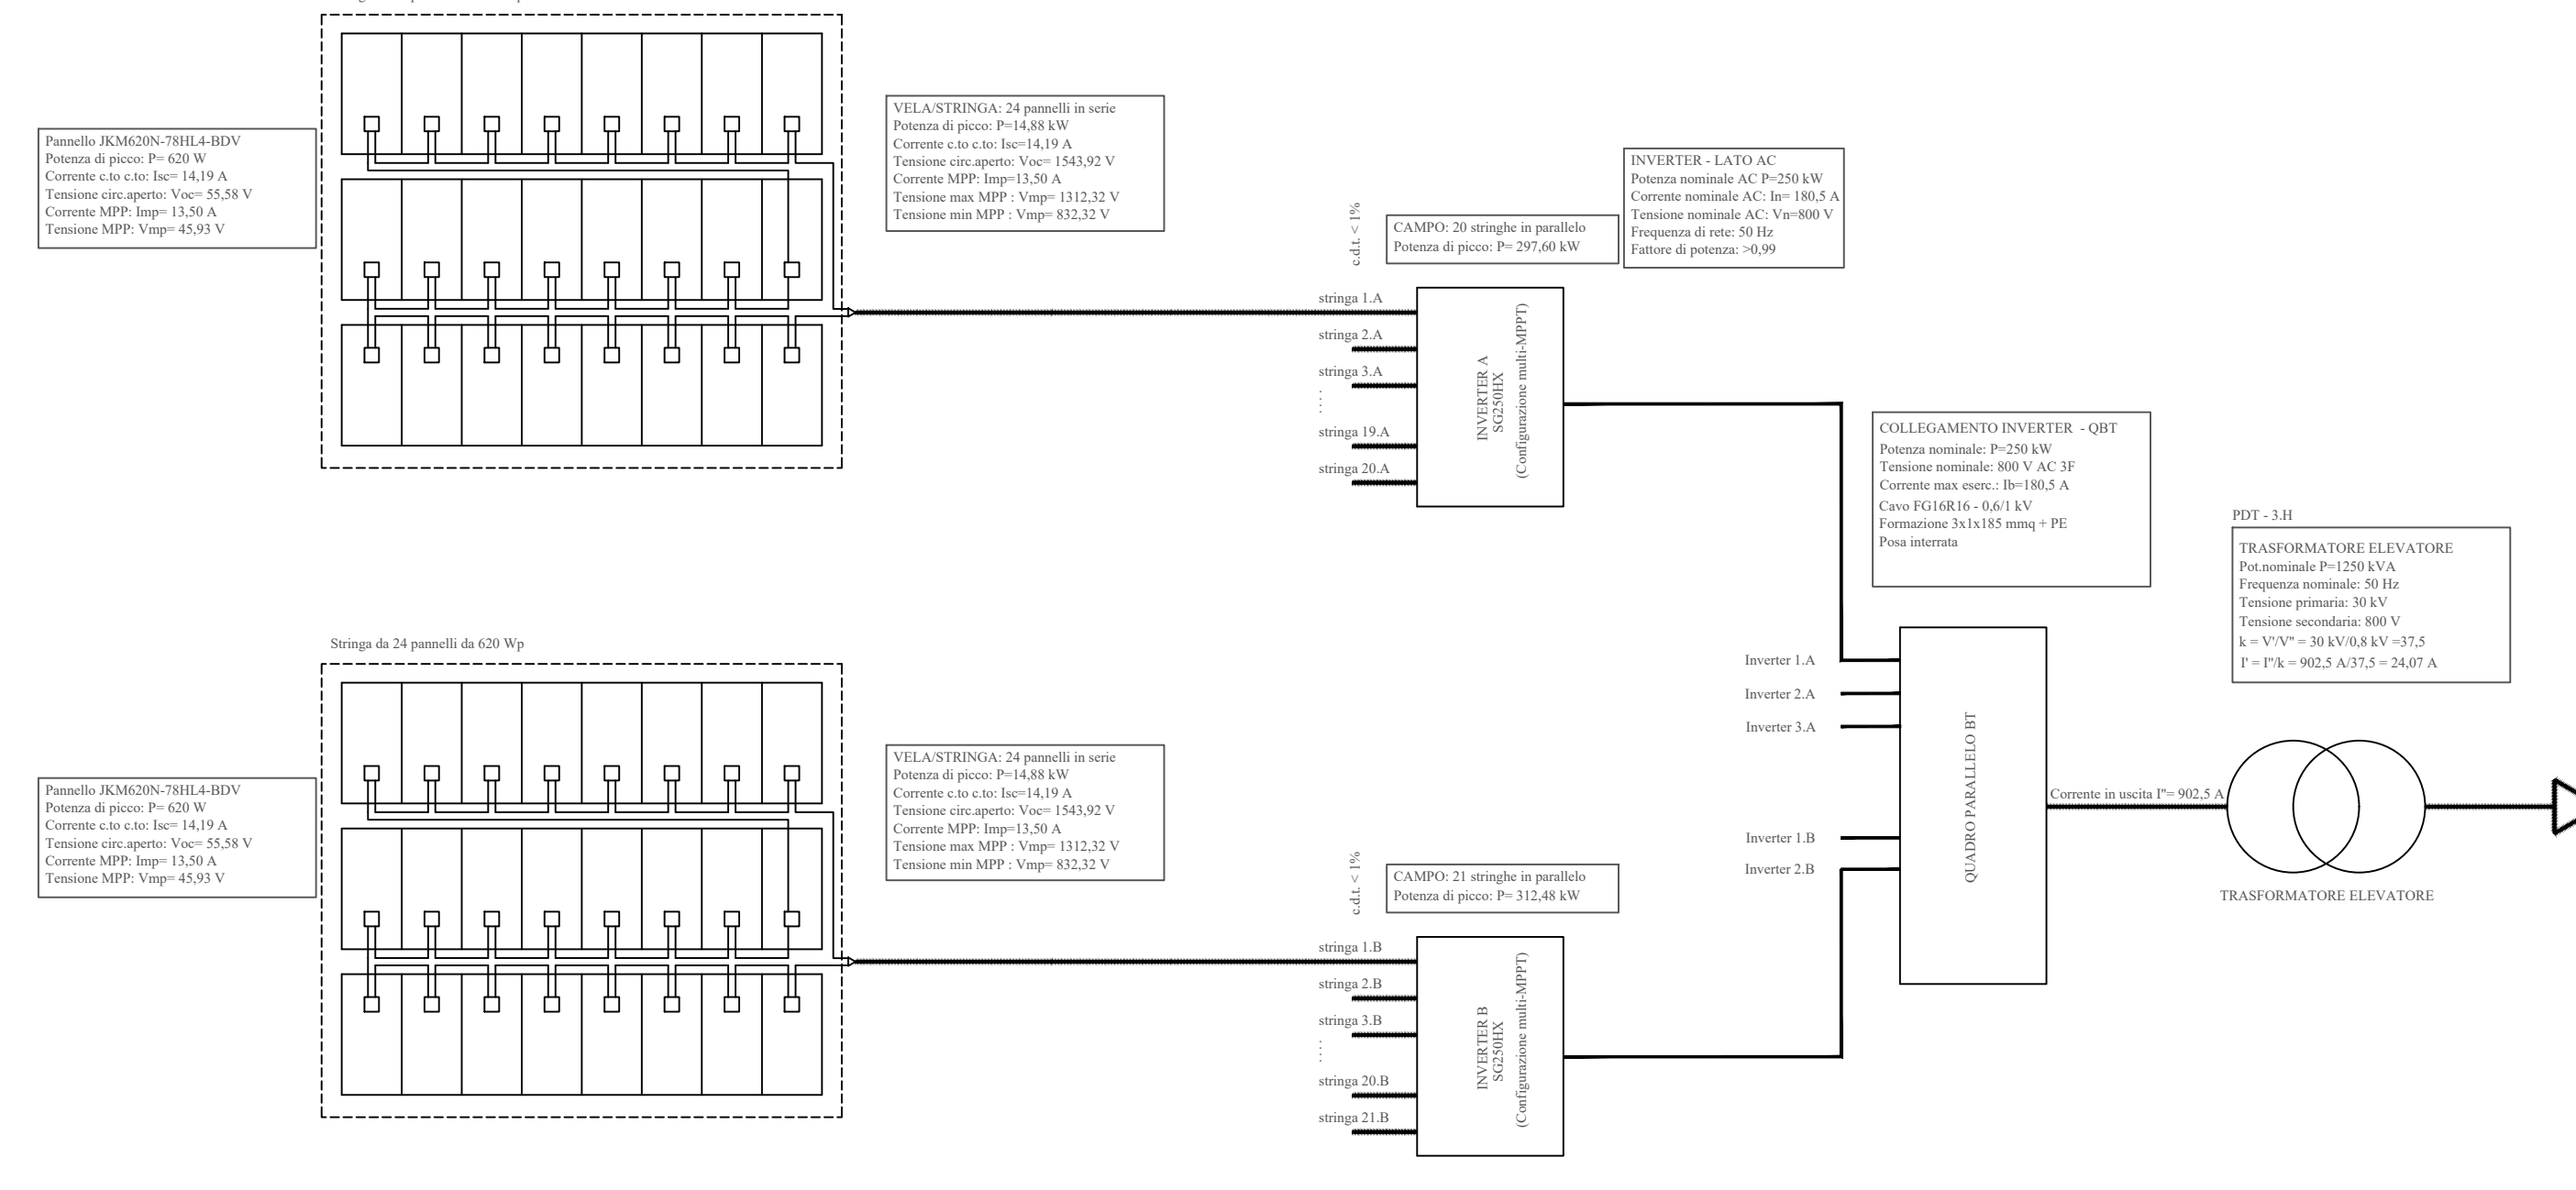 Pannello JKM620N-78HL4-BDV
Potenza di picco: P= 620 W
Corrente c.to c.to: Isc= 14,19 A
Tensione circ.aperto: Voc= 55,58 V
Corrente MPP: Imp= 13,50 A
Tensione MPP: Vmp= 45,93 V
VELA/STRINGA: 24 pannelli in serie
Potenza di picco: P=14,88 kW
Corrente c.to c.to: Isc=14,19 A
Tensione circ.aperto: Voc= 1543,92 V
Corrente MPP: Imp=13,50 A
Tensione max MPP : Vmp= 1312,32 V
Tensione min MPP : Vmp= 832,32 V
c.d.t. < 1%
CAMPO: 20 stringhe in parallelo
Potenza di picco: P= 297,60 kW
INVERTER - LATO AC
Potenza nominale AC P=250 kW
Corrente nominale AC: In= 180,5 A
Tensione nominale AC: Vn=800 V
Frequenza di rete: 50 Hz
Fattore di potenza: >0,99
stringa 1.A
stringa 2.A
stringa 3.A
....
stringa 19.A
stringa 20.A
INVERTER A
SG250HX
(Configurazione multi-MPPT)
COLLEGAMENTO INVERTER - QBT
Potenza nominale: P=250 kW
Tensione nominale: 800 V AC 3F
Corrente max eserc.: Ib=180,5 A
Cavo FG16R16 - 0,6/1 kV
Formazione 3x1x185 mmq + PE
Posa interrata
PDT - 3.H
TRASFORMATORE ELEVATORE
Pot.nominale P=1250 kVA
Frequenza nominale: 50 Hz
Tensione primaria: 30 kV
Tensione secondaria: 800 V
k = V'/V" = 30 kV/0,8 kV =37,5
I' = I"/k = 902,5 A/37,5 = 24,07 A
Stringa da 24 pannelli da 620 Wp
Pannello JKM620N-78HL4-BDV
Potenza di picco: P= 620 W
Corrente c.to c.to: Isc= 14,19 A
Tensione circ.aperto: Voc= 55,58 V
Corrente MPP: Imp= 13,50 A
Tensione MPP: Vmp= 45,93 V
VELA/STRINGA: 24 pannelli in serie
Potenza di picco: P=14,88 kW
Corrente c.to c.to: Isc=14,19 A
Tensione circ.aperto: Voc= 1543,92 V
Corrente MPP: Imp=13,50 A
Tensione max MPP : Vmp= 1312,32 V
Tensione min MPP : Vmp= 832,32 V
c.d.t. < 1%
CAMPO: 21 stringhe in parallelo
Potenza di picco: P= 312,48 kW
stringa 1.B
stringa 2.B
stringa 3.B
....
stringa 20.B
stringa 21.B
INVERTER B
SG250HX
(Configurazione multi-MPPT)
Inverter 1.A
Inverter 2.A
Inverter 3.A
Inverter 1.B
Inverter 2.B
QUADRO PARALLELO BT
Corrente in uscita I"= 902,5 A
TRASFORMATORE ELEVATORE